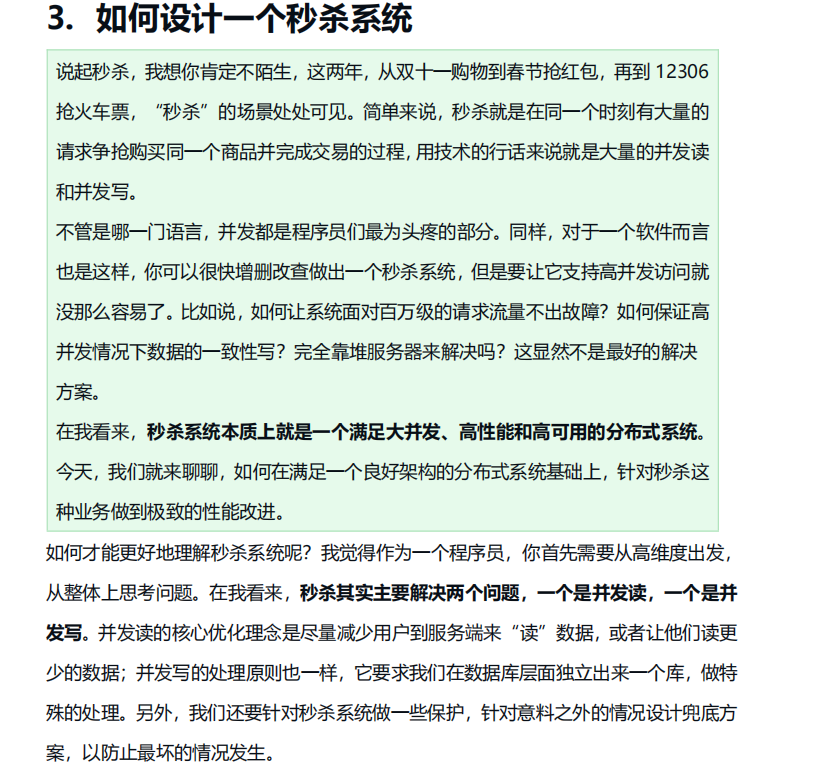 3. 如何设计一个秒杀系统
说起秒杀，我想你肯定不陌生，这两年，从双十一购物到春节抢红包，再到 12306
抢火车票，“秒杀”的场景处处可见。简单来说，秒杀就是在同一个时刻有大量的
请求争抢购买同一个商品并完成交易的过程，用技术的行话来说就是大量的并发读
和并发写。
不管是哪一门语言，并发都是程序员们最为头疼的部分。同样，对于一个软件而言
也是这样，你可以很快增删改查做出一个秒杀系统，但是要让它支持高并发访问就
没那么容易了。比如说，如何让系统面对百万级的请求流量不出故障？如何保证高
并发情况下数据的一致性写？完全靠堆服务器来解决吗？这显然不是最好的解决
方案。
在我看来，秒杀系统本质上就是一个满足大并发、高性能和高可用的分布式系统。
今天，我们就来聊聊，如何在满足一个良好架构的分布式系统基础上，针对秒杀这
种业务做到极致的性能改进。
如何才能更好地理解秒杀系统呢？我觉得作为一个程序员，你首先需要从高维度出发，
从整体上思考问题。在我看来，秒杀其实主要解决两个问题，一个是并发读，一个是并
发写。并发读的核心优化理念是尽量减少用户到服务端来“读”数据，或者让他们读更
少的数据；并发写的处理原则也一样，它要求我们在数据库层面独立出来一个库，做特
殊的处理。另外，我们还要针对秒杀系统做一些保护，针对意料之外的情况设计兜底方
案，以防止最坏的情况发生。